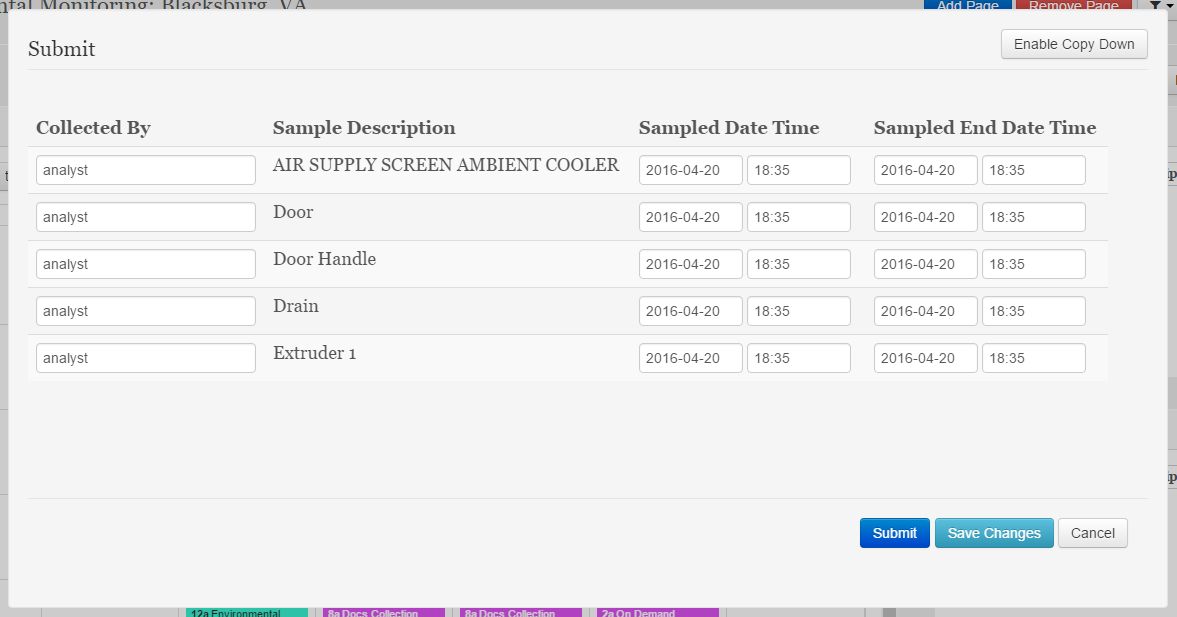 ntal Monitoring: Blacksburg, VA
Add Page Remove Page
Submit
Enable Copy Down
Collected By Sample Description Sampled Date Time Sampled End Date Time
analyst AIR SUPPLY SCREEN AMBIENT COOLER 2016-04-20 18:35 2016-04-20 18:35
analyst Door 2016-04-20 18:35 2016-04-20 18:35
analyst Door Handle 2016-04-20 18:35 2016-04-20 18:35
analyst Drain 2016-04-20 18:35 2016-04-20 18:35
analyst Extruder 1 2016-04-20 18:35 2016-04-20 18:35
Submit Save Changes Cancel
12a Environmental 8a Docs Collection 8a Docs Collection 2a On Demand